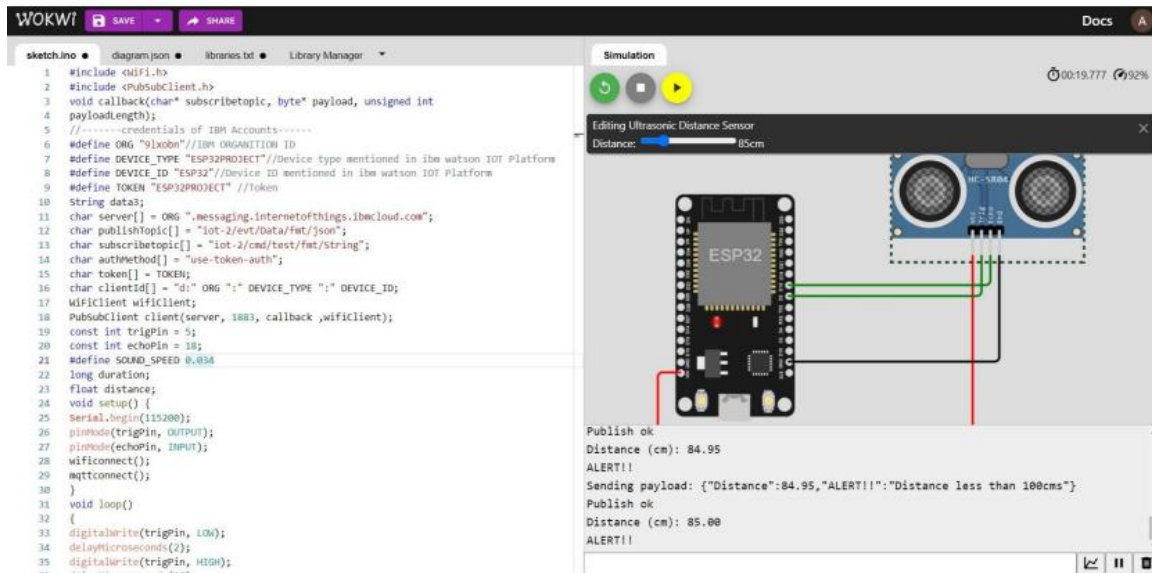 WOKWI SAVE SHARE Docs A
sketch.ino ● diagram.json ● libraries.txt ● Library Manager
1 #include <WiFi.h>
2 #include <PubSubClient.h>
3 void callback(char* subscribetopic, byte* payload, unsigned int
4 payloadLength);
5 //-------credentials of IBM Accounts------
6 #define ORG "9lxobn"//IBM ORGANITION ID
7 #define DEVICE_TYPE "ESP32PROJECT"//Device type mentioned in ibm watson IOT Platform
8 #define DEVICE_ID "ESP32"//Device ID mentioned in ibm watson IOT Platform
9 #define TOKEN "ESP32PROJECT" //Token
10 String data3;
11 char server[] = ORG ".messaging.internetofthings.ibmcloud.com";
12 char publishTopic[] = "iot-2/evt/Data/fmt/json";
13 char subscribetopic[] = "iot-2/cmd/test/fmt/String";
14 char authMethod[] = "use-token-auth";
15 char token[] = TOKEN;
16 char clientId[] = "d:" ORG ":" DEVICE_TYPE ":" DEVICE_ID;
17 WiFiClient wifiClient;
18 PubSubClient client(server, 1883, callback ,wifiClient);
19 const int trigPin = 5;
20 const int echoPin = 18;
21 #define SOUND_SPEED 0.034
22 long duration;
23 float distance;
24 void setup() {
25 Serial.begin(115200);
26 pinMode(trigPin, OUTPUT);
27 pinMode(echoPin, INPUT);
28 wificonnect();
29 mqttconnect();
30 }
31 void loop()
32 {
33 digitalWrite(trigPin, LOW);
34 delayMicroseconds(2);
35 digitalWrite(trigPin, HIGH);
Simulation
00:19.777 92%
Editing Ultrasonic Distance Sensor
Distance: 85cm
HC-SR04
Trig
Echo
ESP32
Publish ok
Distance (cm): 84.95
ALERT!!
Sending payload: {"Distance":84.95,"ALERT!!":"Distance less than 100cms"}
Publish ok
Distance (cm): 85.00
ALERT!!